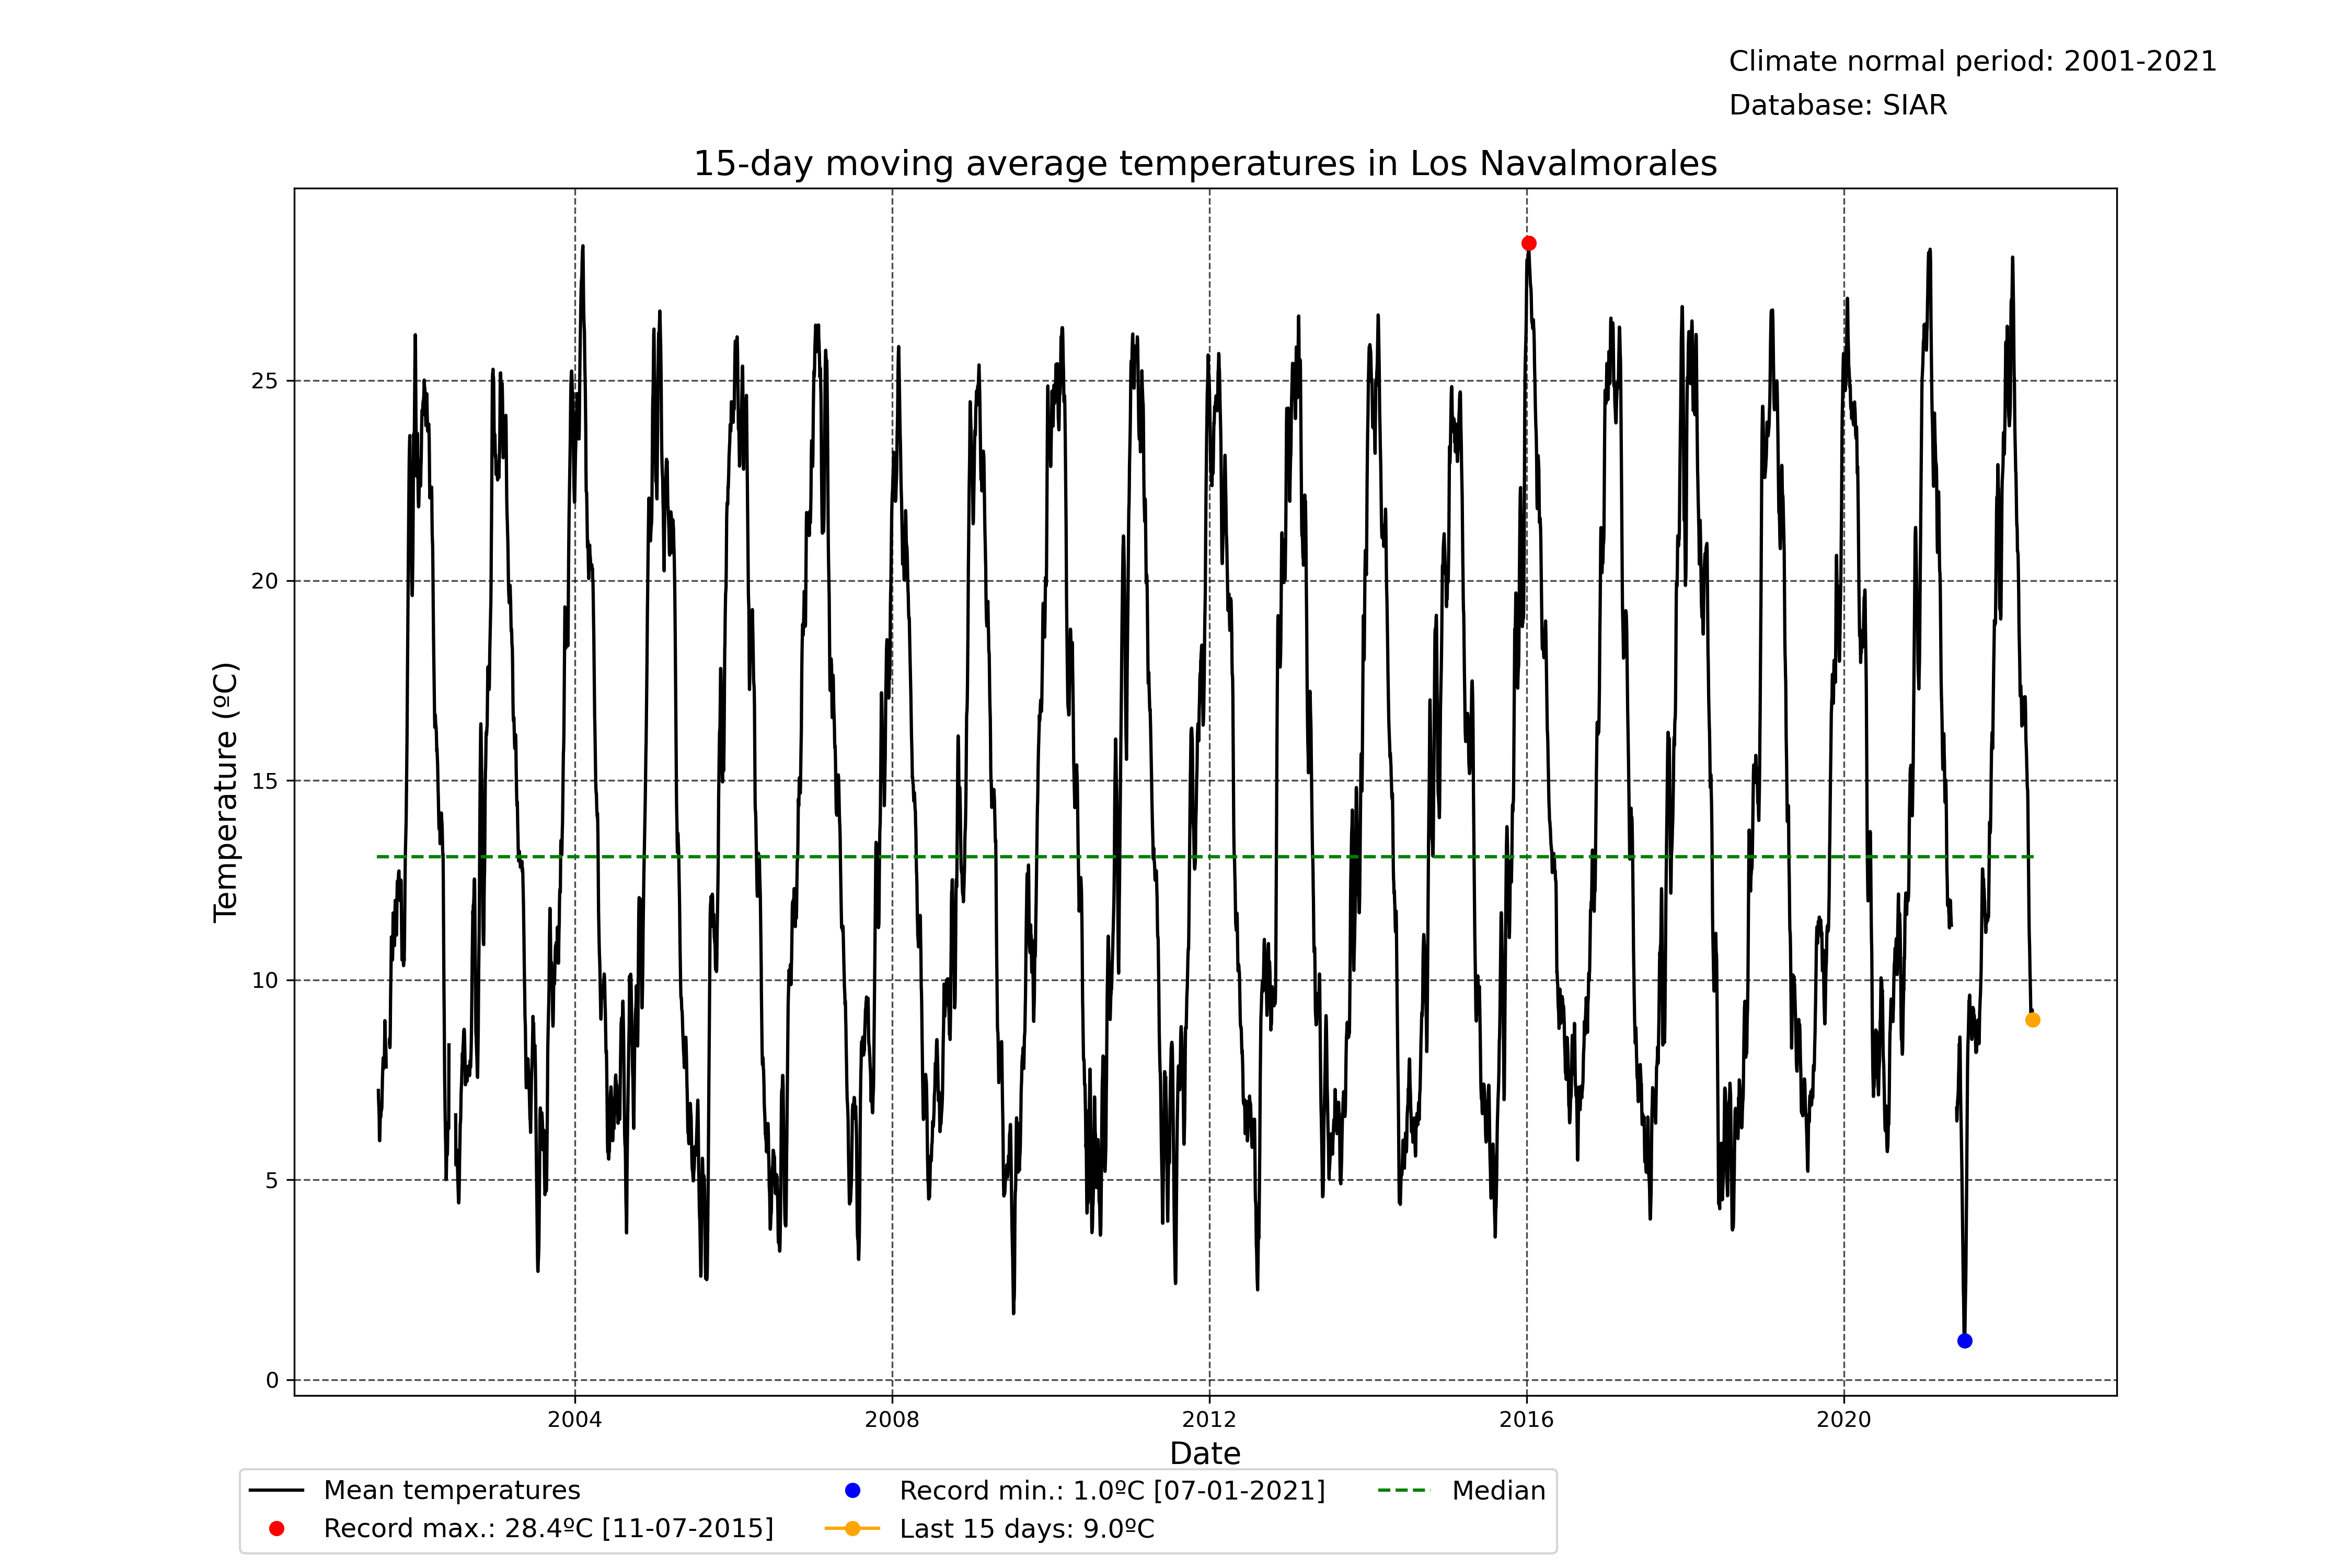 Climate normal period: 2001-2021
Database: SIAR
15-day moving average temperatures in Los Navalmorales
Temperature (ºC)
25
20
15
10
5
0
2004 2008 2012 2016 2020
Date
Mean temperatures
Record max.: 28.4ºC [11-07-2015]
Record min.: 1.0ºC [07-01-2021]
Last 15 days: 9.0ºC
Median